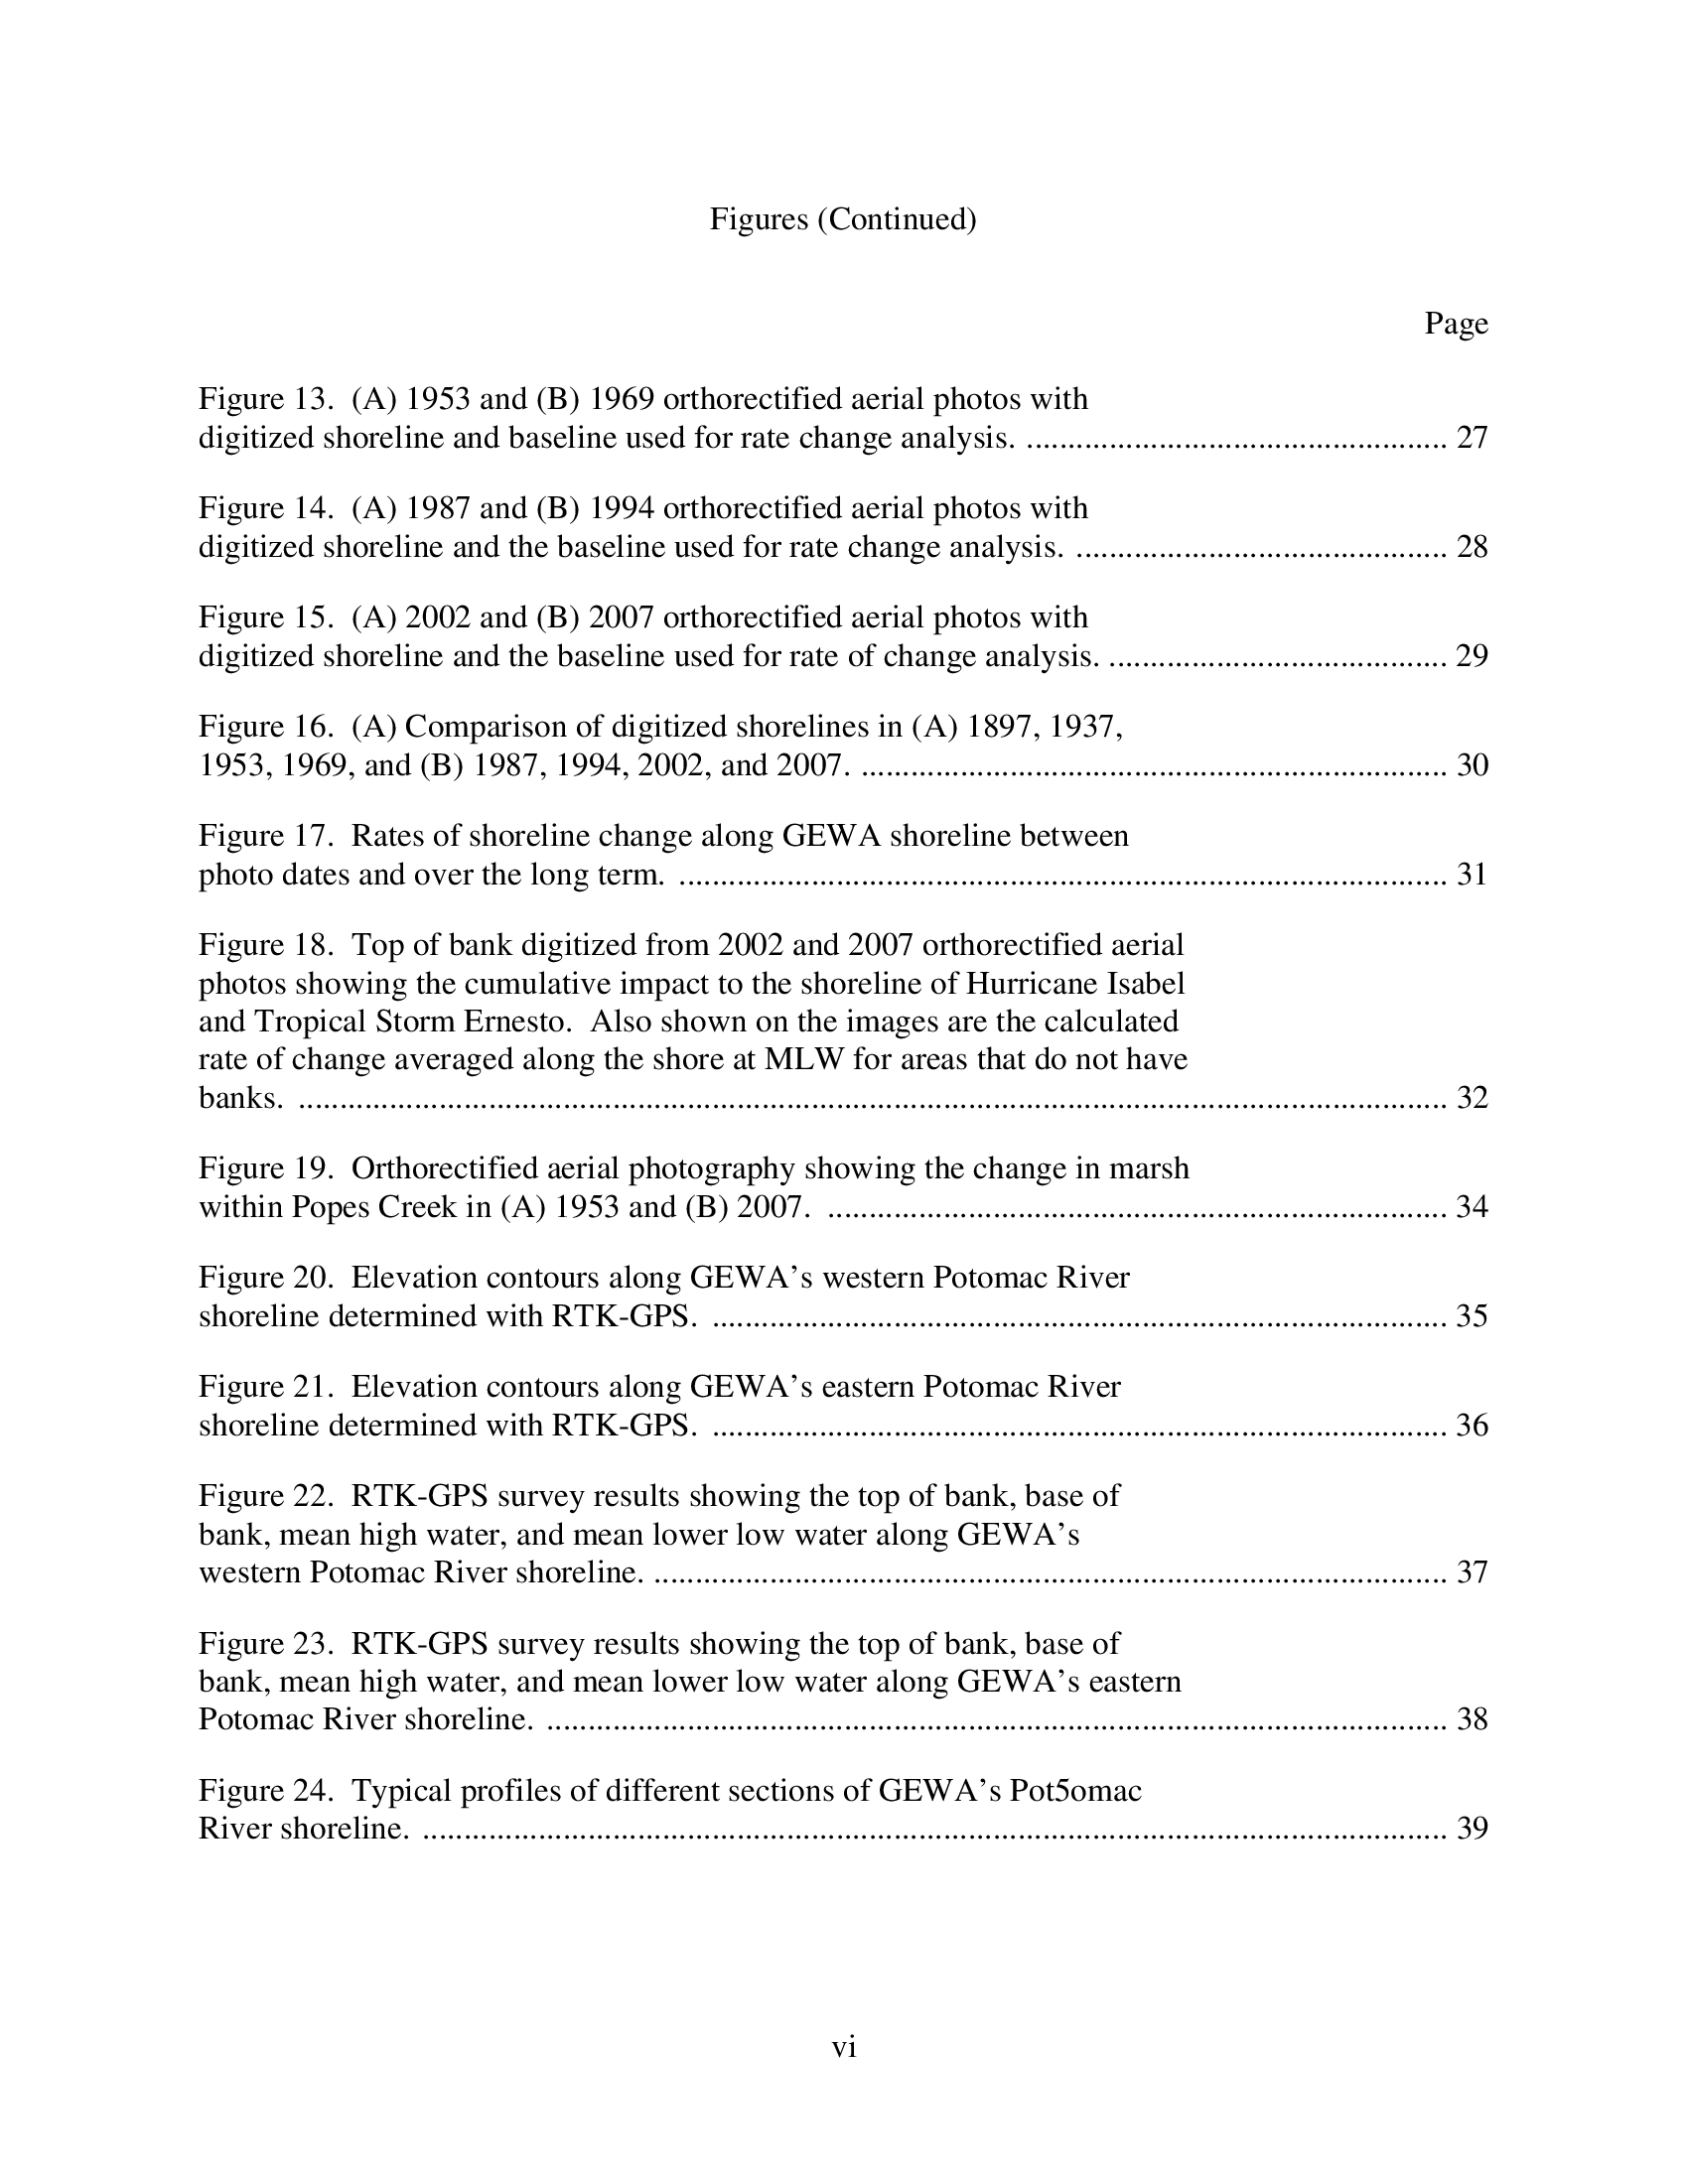 Figures (Continued)
Page
Figure 13.  (A) 1953 and (B) 1969 orthorectified aerial photos with
digitized shoreline and baseline used for rate change analysis. .................................................. 27
Figure 14.  (A) 1987 and (B) 1994 orthorectified aerial photos with
digitized shoreline and the baseline used for rate change analysis. ............................................ 28
Figure 15.  (A) 2002 and (B) 2007 orthorectified aerial photos with
digitized shoreline and the baseline used for rate of change analysis. ........................................ 29
Figure 16.  (A) Comparison of digitized shorelines in (A) 1897, 1937,
1953, 1969, and (B) 1987, 1994, 2002, and 2007. ...................................................................... 30
Figure 17.  Rates of shoreline change along GEWA shoreline between
photo dates and over the long term. ............................................................................................ 31
Figure 18.  Top of bank digitized from 2002 and 2007 orthorectified aerial
photos showing the cumulative impact to the shoreline of Hurricane Isabel
and Tropical Storm Ernesto.  Also shown on the images are the calculated
rate of change averaged along the shore at MLW for areas that do not have
banks. .......................................................................................................................................... 32
Figure 19.  Orthorectified aerial photography showing the change in marsh
within Popes Creek in (A) 1953 and (B) 2007. .......................................................................... 34
Figure 20.  Elevation contours along GEWA’s western Potomac River
shoreline determined with RTK-GPS. ........................................................................................ 35
Figure 21.  Elevation contours along GEWA’s eastern Potomac River
shoreline determined with RTK-GPS. ........................................................................................ 36
Figure 22.  RTK-GPS survey results showing the top of bank, base of
bank, mean high water, and mean lower low water along GEWA’s
western Potomac River shoreline. ............................................................................................... 37
Figure 23.  RTK-GPS survey results showing the top of bank, base of
bank, mean high water, and mean lower low water along GEWA’s eastern
Potomac River shoreline. ............................................................................................................ 38
Figure 24.  Typical profiles of different sections of GEWA’s Pot5omac
River shoreline. ........................................................................................................................... 39
vi